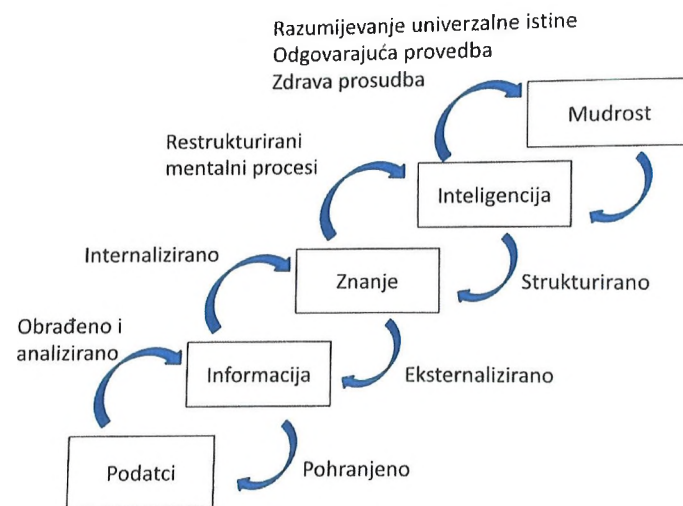 Razumijevanje univerzalne istine
Odgovarajuća provedba
Zdrava prosudba
Mudrost
Restrukturirani
mentalni procesi
Inteligencija
Internalizirano
Znanje
Strukturirano
Obrađeno i
analizirano
Informacija
Eksternalizirano
Podatci
Pohranjeno